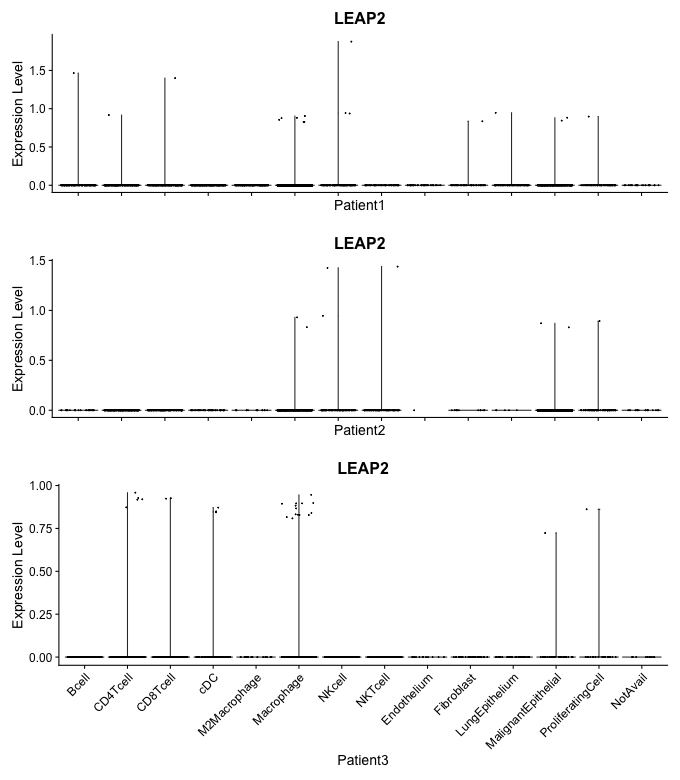 LEAP2
Expression Level
1.5
1.0
0.5
0.0
Patient1
LEAP2
Expression Level
1.5
1.0
0.5
0.0
Patient2
LEAP2
Expression Level
1.00
0.75
0.50
0.25
0.00
Bcell
CD4Tcell
CD8Tcell
cDC
M2Macrophage
Macrophage
NKcell
NKTcell
Endothelium
Fibroblast
LungEpithelium
MalignantEpithelial
ProliferatingCell
NotAvail
Patient3